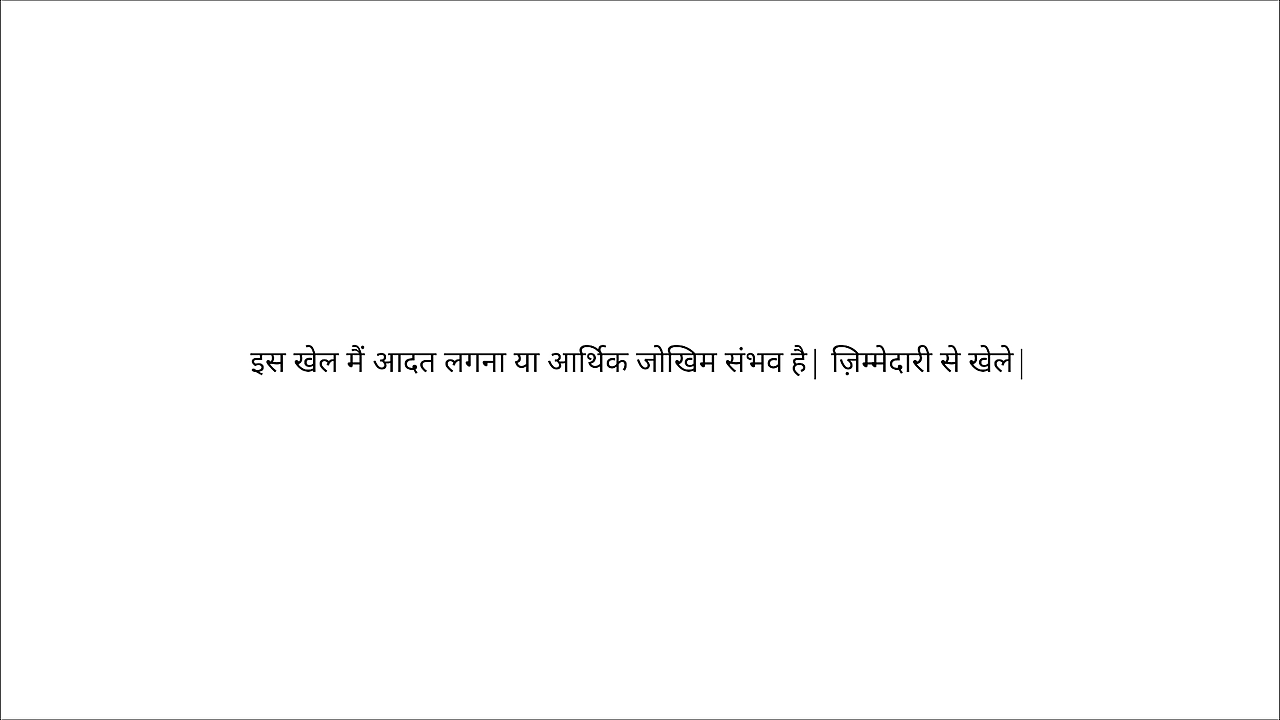 इस खेल मैं आदत लगना या आर्थिक जोखिम संभव है| ज़िम्मेदारी से खेले|